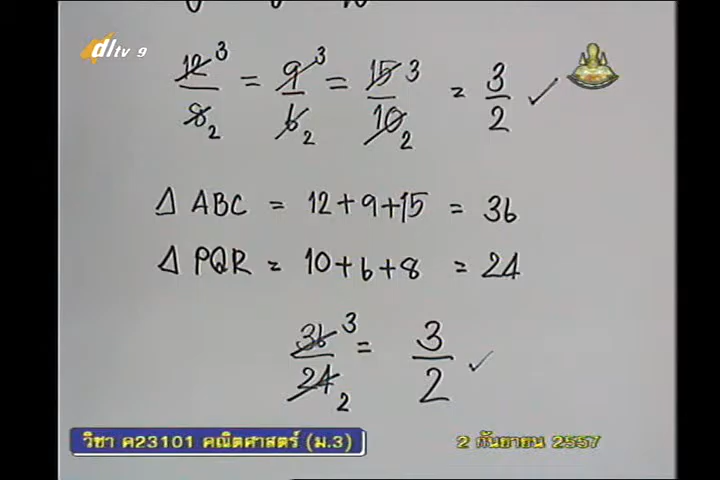 dltv 9
12 3 / 8 2 = 9 3 / 6 2 = 15 3 / 10 2 = 3 / 2 ✓
Δ ABC = 12+9+15 = 36
Δ PQR = 10+6+8 = 24
36 3 / 24 2 = 3 / 2 ✓
วิชา ค23101 คณิตศาสตร์ (ม.3) 2 กันยายน 2557